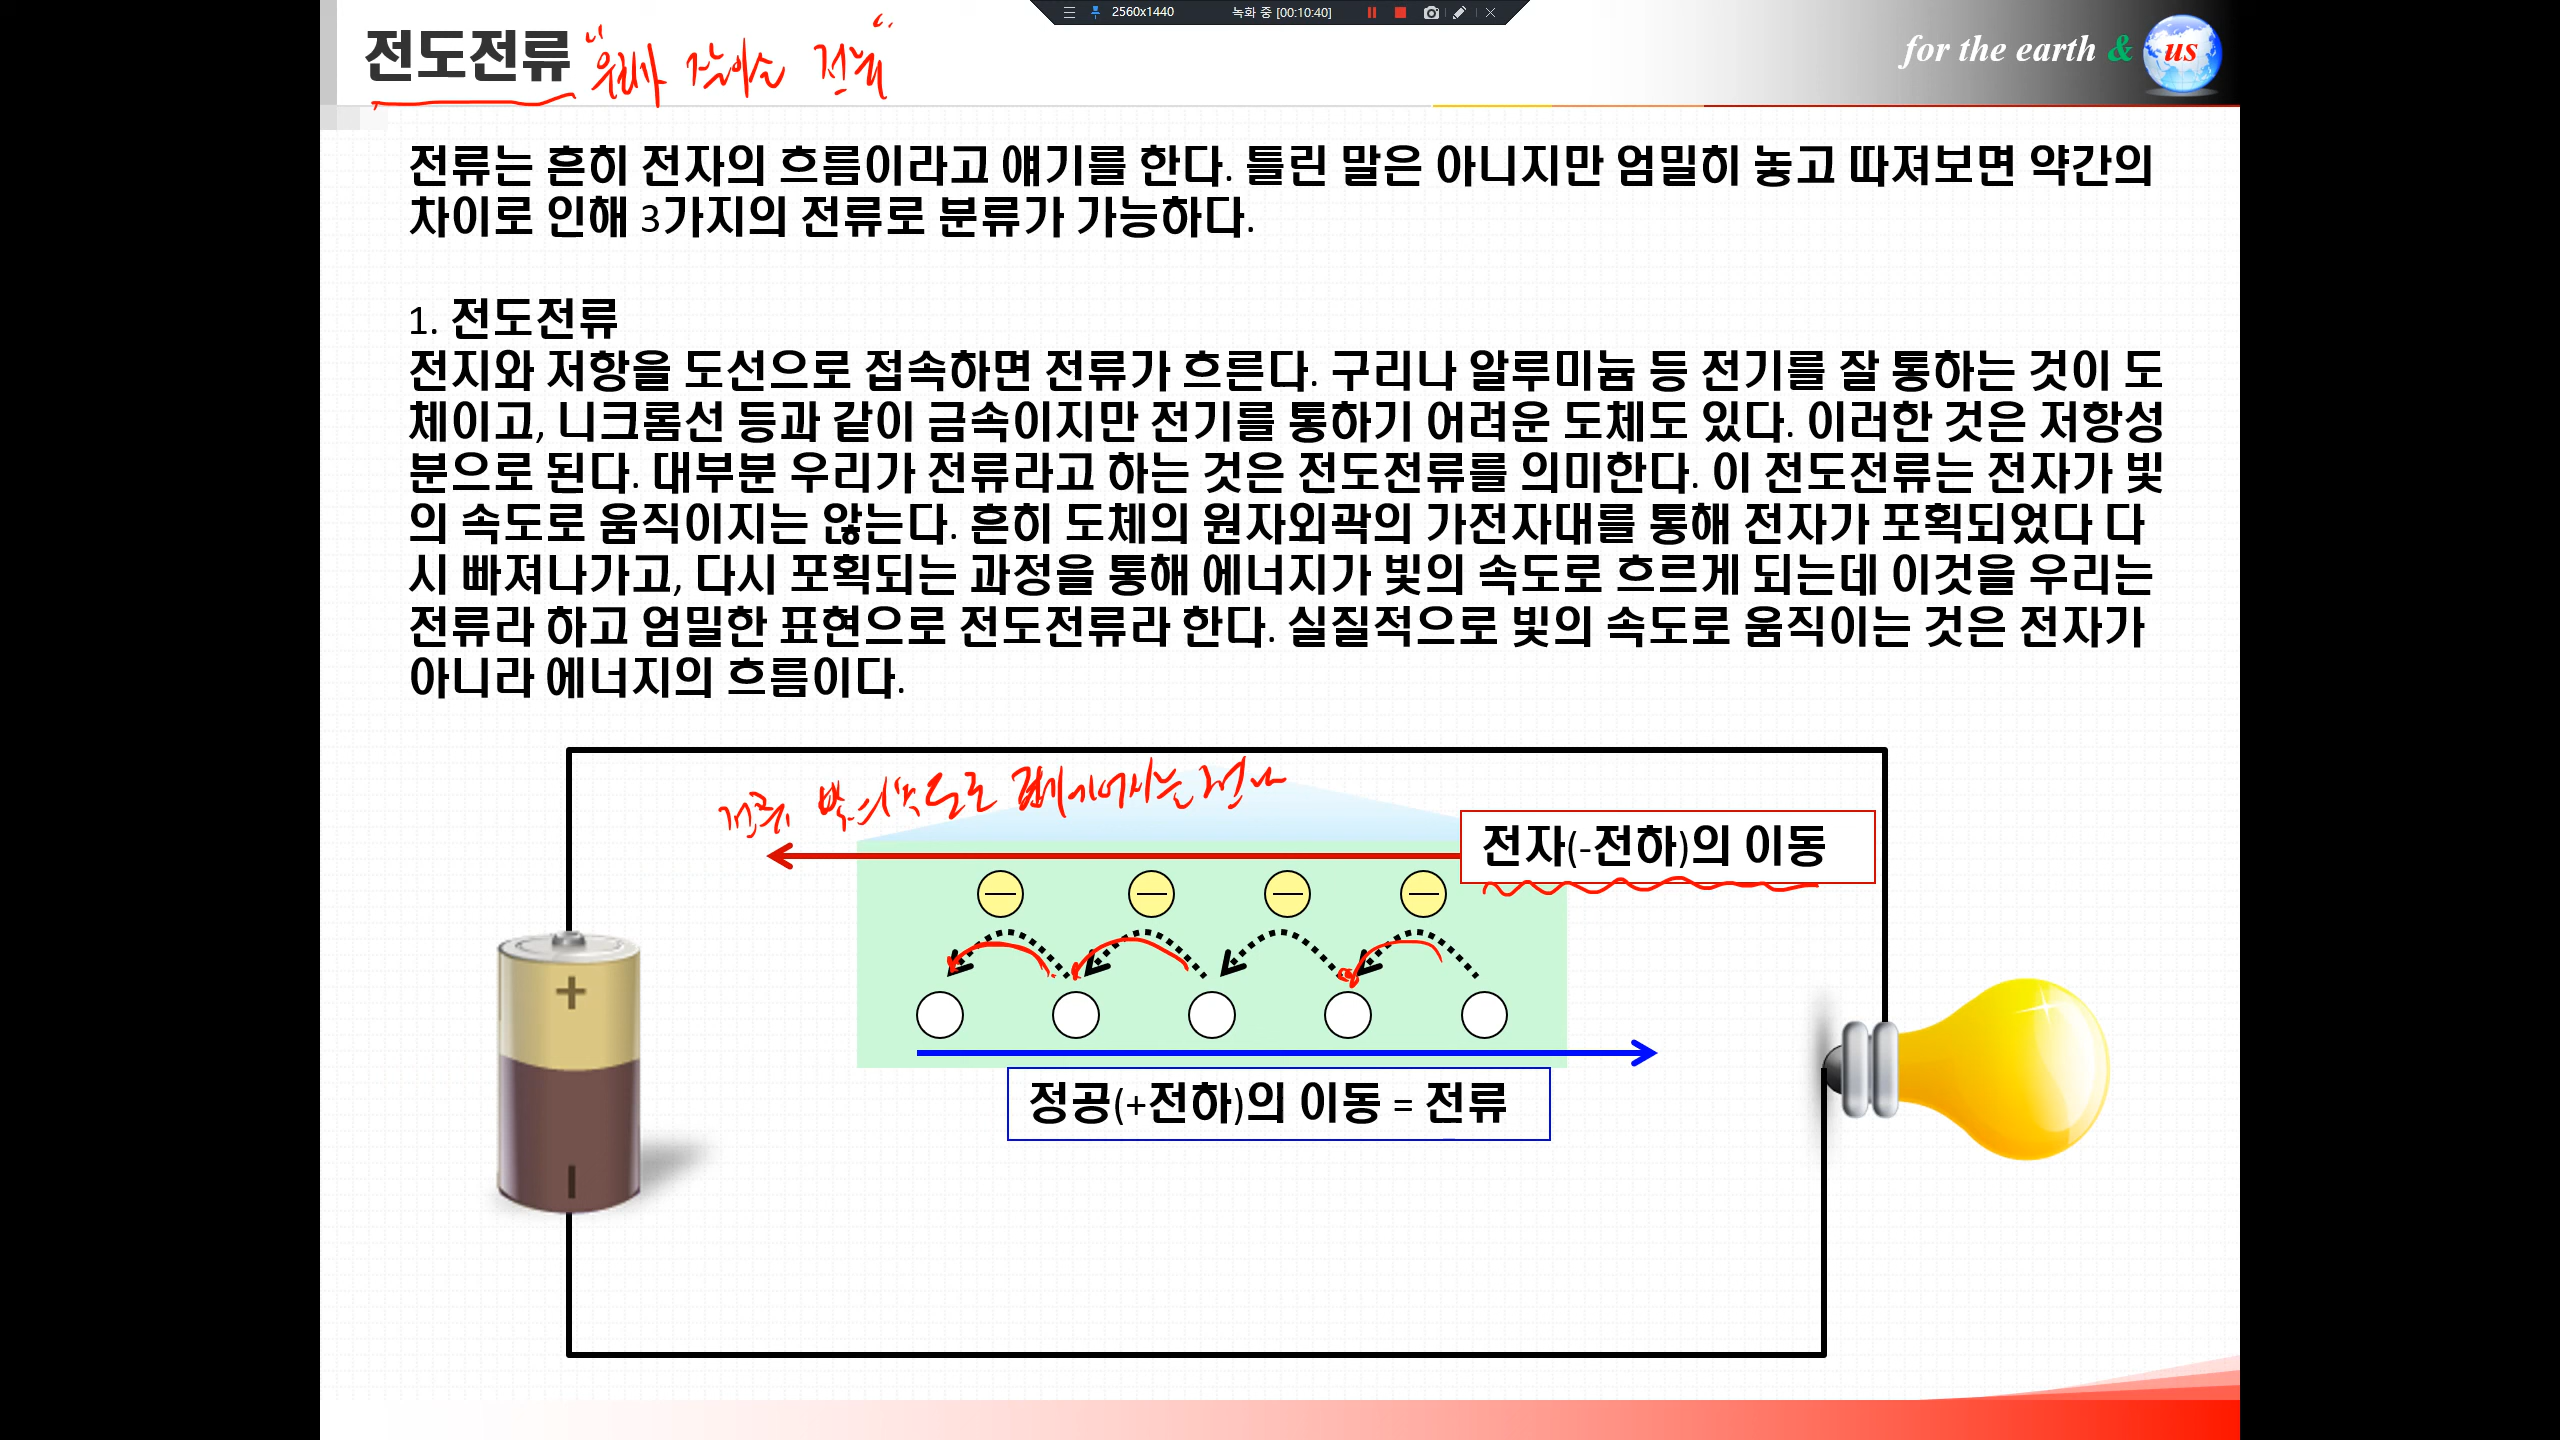 2560x1440 녹화 중 [00:10:40]
전도전류 "우리가 잘아는 전류"
for the earth & us
전류는 흔히 전자의 흐름이라고 얘기를 한다. 틀린 말은 아니지만 엄밀히 놓고 따져보면 약간의
차이로 인해 3가지의 전류로 분류가 가능하다.
1. 전도전류
전지와 저항을 도선으로 접속하면 전류가 흐른다. 구리나 알루미늄 등 전기를 잘 통하는 것이 도
체이고, 니크롬선 등과 같이 금속이지만 전기를 통하기 어려운 도체도 있다. 이러한 것은 저항성
분으로 된다. 대부분 우리가 전류라고 하는 것은 전도전류를 의미한다. 이 전도전류는 전자가 빛
의 속도로 움직이지는 않는다. 흔히 도체의 원자외곽의 가전자대를 통해 전자가 포획되었다 다
시 빠져나가고, 다시 포획되는 과정을 통해 에너지가 빛의 속도로 흐르게 되는데 이것을 우리는
전류라 하고 엄밀한 표현으로 전도전류라 한다. 실질적으로 빛의 속도로 움직이는 것은 전자가
아니라 에너지의 흐름이다.
전류 빛의속도로
전자(-전하)의 이동
+
정공(+전하)의 이동 = 전류